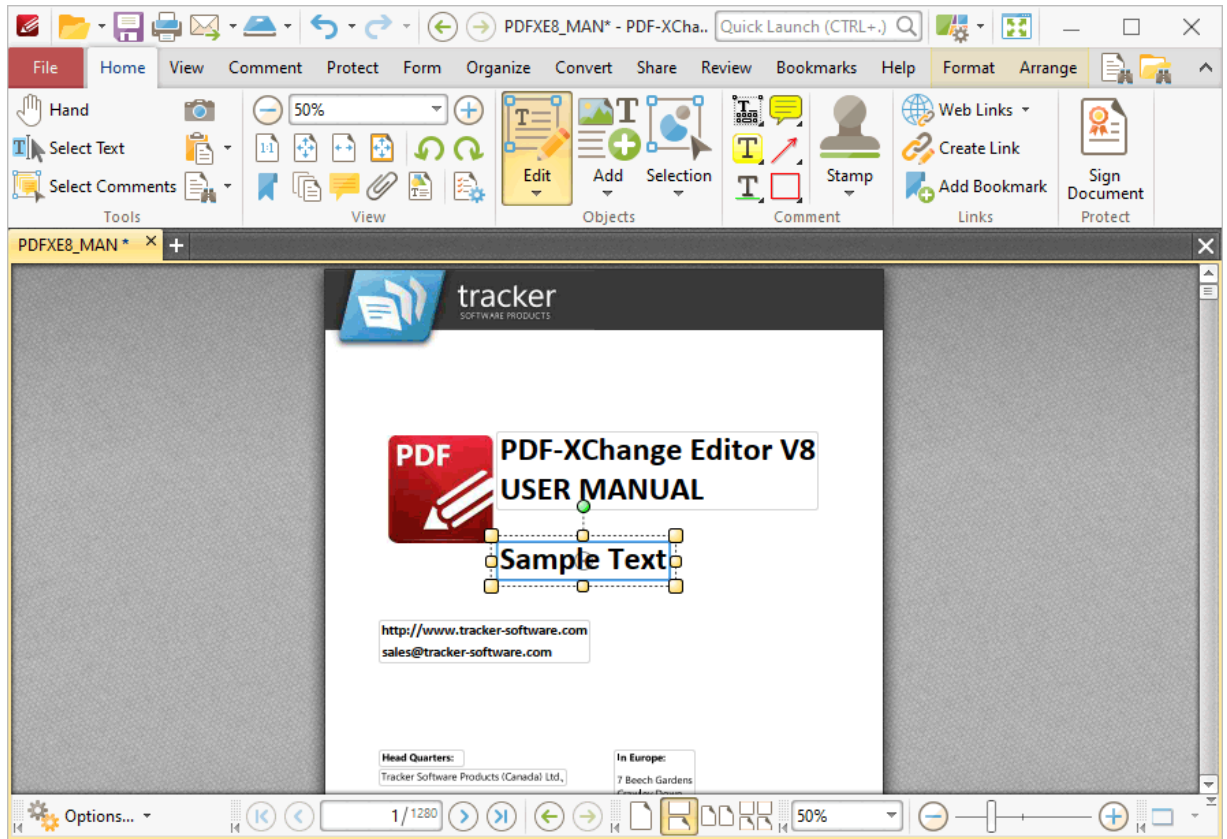 PDFXE8_MAN* - PDF-XCha.. Quick Launch (CTRL+.)
File Home View Comment Protect Form Organize Convert Share Review Bookmarks Help Format Arrange
Hand
Select Text
Select Comments
Tools
50%
1:1
View
Edit
Add
Selection
Objects
Stamp
Comment
Web Links
Create Link
Add Bookmark
Links
Sign
Document
Protect
PDFXE8_MAN *
tracker
SOFTWARE PRODUCTS
PDF
PDF-XChange Editor V8
USER MANUAL
Sample Text
http://www.tracker-software.com
sales@tracker-software.com
Head Quarters:
Tracker Software Products (Canada) Ltd.,
In Europe:
7 Beech Gardens
Crawley Down
Options...
1/1280
50%